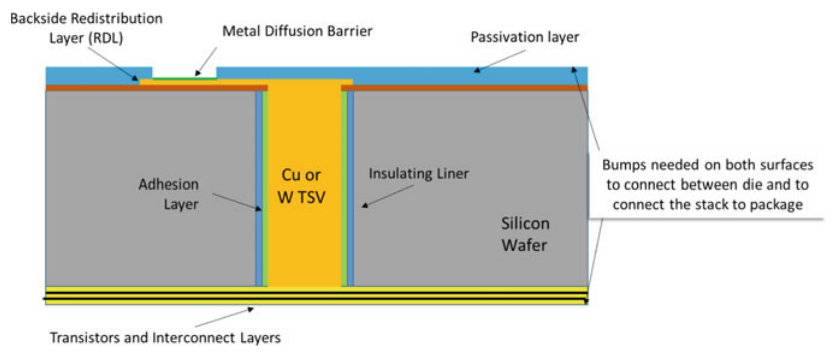 Backside Redistribution
Layer (RDL)
Metal Diffusion Barrier
Passivation layer
Adhesion
Layer
Cu or
W TSV
Insulating Liner
Silicon
Wafer
Bumps needed on both surfaces
to connect between die and to
connect the stack to package
Transistors and Interconnect Layers